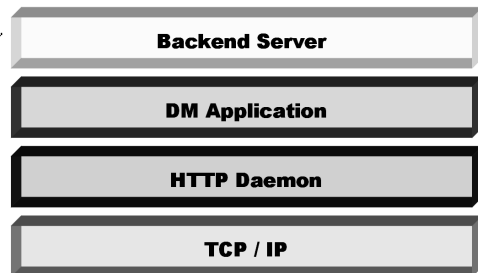 Backend Server
DM Application
HTTP Daemon
TCP / IP